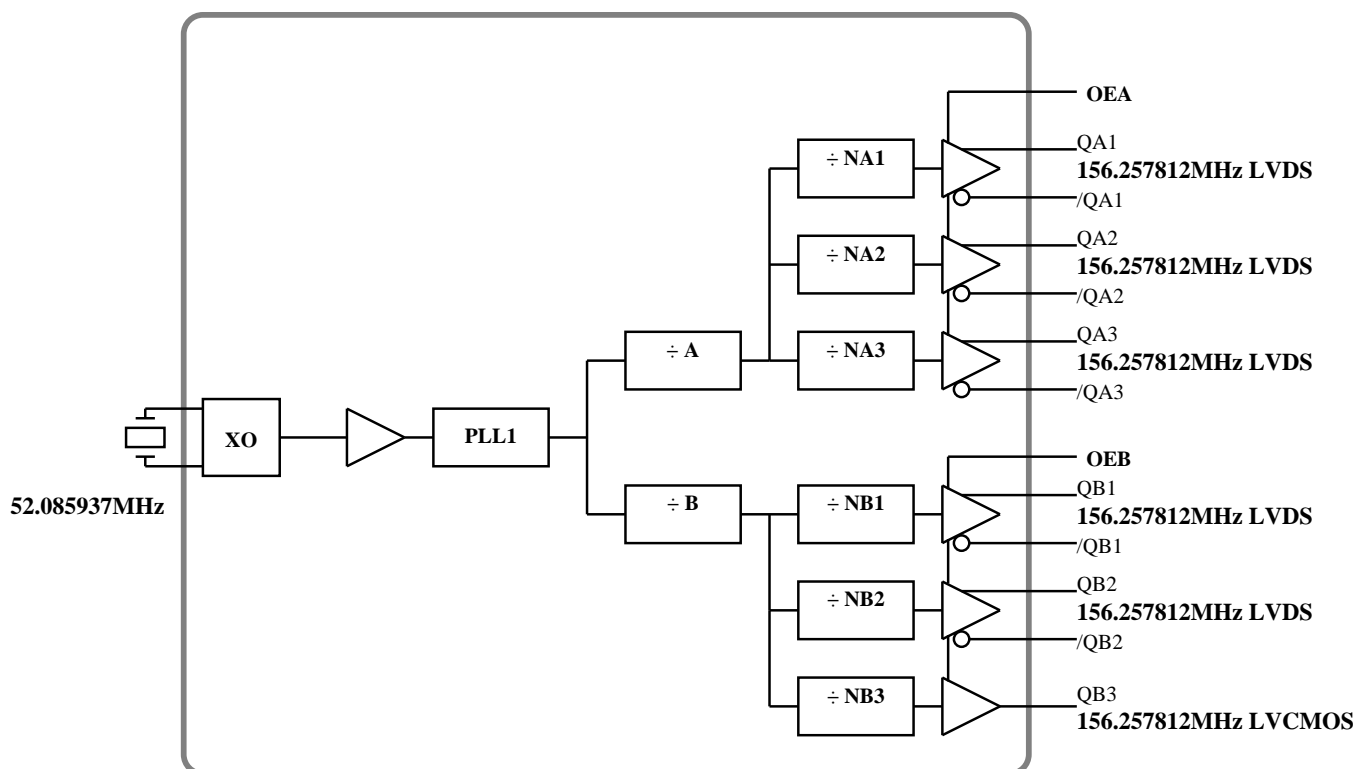 OEA
÷ NA1
QA1
156.257812MHz LVDS
/QA1
÷ NA2
QA2
156.257812MHz LVDS
/QA2
÷ A
÷ NA3
QA3
156.257812MHz LVDS
/QA3
XO
PLL1
52.085937MHz
OEB
÷ B
÷ NB1
QB1
156.257812MHz LVDS
/QB1
÷ NB2
QB2
156.257812MHz LVDS
/QB2
÷ NB3
QB3
156.257812MHz LVCMOS